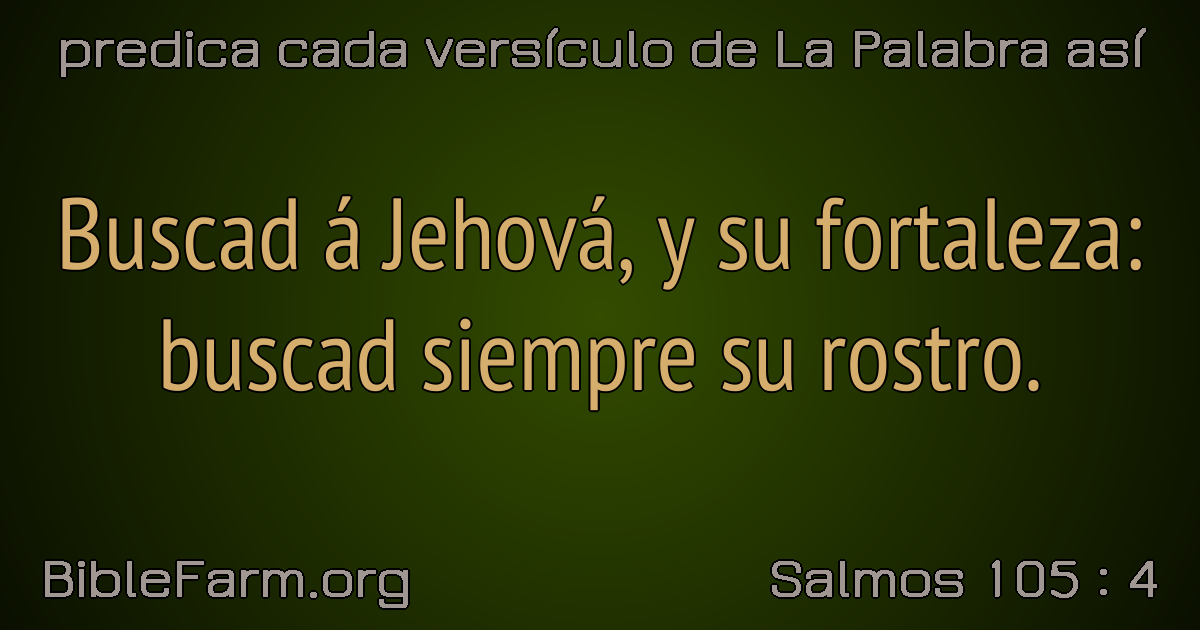 predica cada versículo de La Palabra así
Buscad á Jehová, y su fortaleza:
buscad siempre su rostro.
BibleFarm.org
Salmos 105 : 4